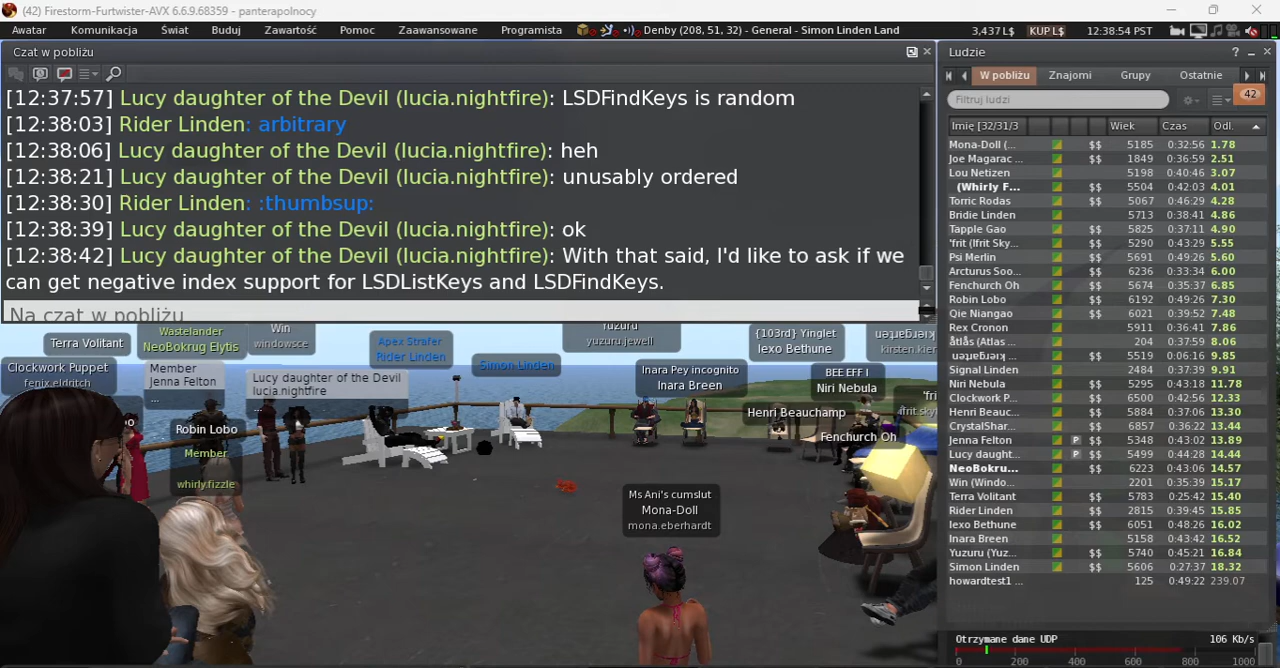 (42) Firestorm-Furtwister-AVX 6.6.9.68359 - panterapolnocy
Awatar Komunikacja Świat Buduj Zawartość Pomoc Zaawansowane Programista Denby (208, 51, 32) - General - Simon Linden Land 3,437 L$ KUP L$ 12:38:54 PST
Czat w pobliżu
[12:37:57] Lucy daughter of the Devil (lucia.nightfire): LSDFindKeys is random
[12:38:03] Rider Linden: arbitrary
[12:38:06] Lucy daughter of the Devil (lucia.nightfire): heh
[12:38:21] Lucy daughter of the Devil (lucia.nightfire): unusably ordered
[12:38:30] Rider Linden: :thumbsup:
[12:38:39] Lucy daughter of the Devil (lucia.nightfire): ok
[12:38:42] Lucy daughter of the Devil (lucia.nightfire): With that said, I'd like to ask if we
can get negative index support for LSDListKeys and LSDFindKeys.
Na czat w pobliżu
Terra Volitant
Wastelander
NeoBokrug Elytis
Win
windowsce
Apex Strafer
Rider Linden
Simon Linden
Yuzuru
yuzuru.jewell
{103rd} Yinglet
Iexo Bethune
kirsten.kier
Clockwork Puppet
fenix.eldritch
Member
Jenna Felton
...
Lucy daughter of the Devil
lucia.nightfire
...
Inara Pey incognito
Inara Breen
BEE EFF I
Niri Nebula
Henri Beauchamp
Fenchurch Oh
Robin Lobo
Member
whirly.fizzle
Ms Ani's cumslut
Mona-Doll
mona.eberhardt
Ludzie
? _ ×
W pobliżu Znajomi Grupy Ostatnie
Filtruj ludzi
42
Imię [32/31/3 Wiek Czas Odl.
Mona-Doll (... $$ 5185 0:32:56 1.78
Joe Magarac ... $$ 1849 0:36:59 2.51
Lou Netizen 5198 0:40:46 3.07
(Whirly F... $$ 5504 0:42:03 4.01
Torric Rodas $$ 5067 0:46:29 4.28
Bridie Linden 5713 0:38:41 4.86
Tapple Gao $$ 5825 0:37:11 4.90
'frit (Ifrit Sky... $$ 5290 0:43:29 5.55
Psi Merlin $$ 5691 0:49:26 5.60
Arcturus Soo... $$ 6236 0:33:34 6.00
Fenchurch Oh $$ 5674 0:35:37 6.85
Robin Lobo $$ 6192 0:49:26 7.30
Qie Niangao $$ 6021 0:39:52 7.48
Rex Cronon 5911 0:36:41 7.86
åtlås (Atlas ... 204 0:37:59 8.06
$$ 5519 0:06:16 9.85
Signal Linden 2484 0:37:39 9.91
Niri Nebula $$ 5295 0:43:18 11.78
Clockwork P... $$ 6500 0:42:56 12.33
Henri Beauc... $$ 5884 0:37:06 13.30
CrystalShar... $$ 6857 0:36:22 13.44
Jenna Felton P $$ 5348 0:43:02 13.89
Lucy daught... P $$ 5499 0:44:28 14.44
NeoBokru... $$ 6223 0:43:06 14.57
Win (Windo... 2201 0:35:39 15.17
Terra Volitant $$ 5783 0:25:42 15.40
Rider Linden $$ 2815 0:39:45 15.85
Iexo Bethune $$ 6051 0:48:26 16.02
Inara Breen 5158 0:43:42 16.52
Yuzuru (Yuz... $$ 5740 0:45:21 16.84
Simon Linden $$ 5606 0:27:37 18.32
howardtest1 ... 125 0:49:22 239.07
Otrzymane dane UDP 106 Kb/s
0 200 400 600 800 1000